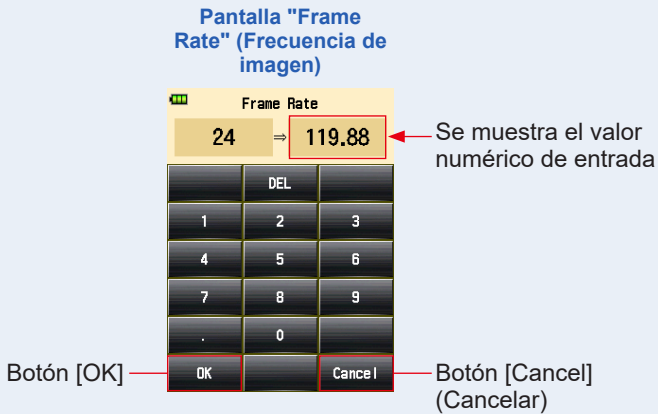 Pantalla "Frame
Rate" (Frecuencia de
imagen)
Frame Rate
24 ⇒ 119.88
Se muestra el valor
numérico de entrada
DEL
1 2 3
4 5 6
7 8 9
. 0
Botón [OK]
OK Cancel
Botón [Cancel]
(Cancelar)